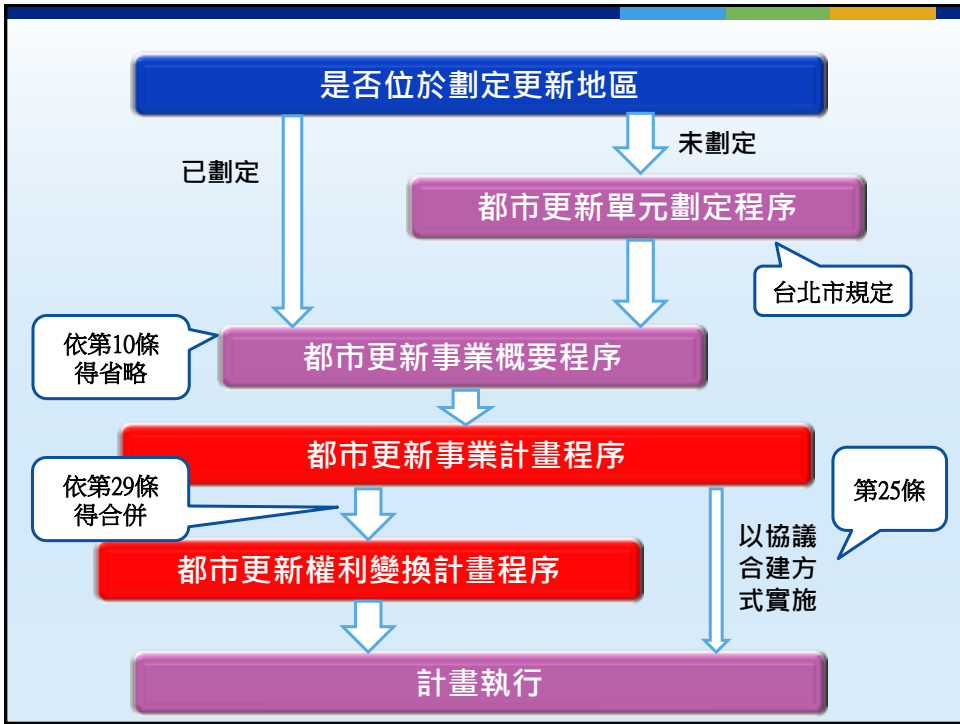 是否位於劃定更新地區
已劃定
未劃定
都市更新單元劃定程序
台北市規定
依第10條
得省略
都市更新事業概要程序
都市更新事業計畫程序
依第29條
得合併
第25條
以協議
合建方
式實施
都市更新權利變換計畫程序
計畫執行